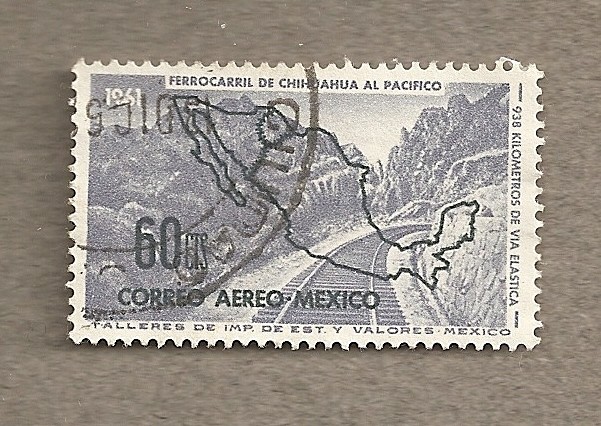 FERROCARRIL DE CHIHUAHUA AL PACIFICO
1961
938 KILOMETROS DE VIA ELASTICA
60 CTS
CORREO AEREO-MEXICO
TALLERES DE IMP. DE EST. Y VALORES-MEXICO